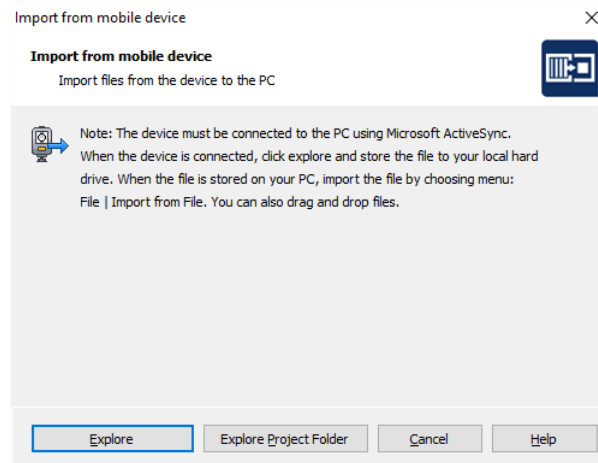 Import from mobile device
Import from mobile device
Import files from the device to the PC
Note: The device must be connected to the PC using Microsoft ActiveSync.
When the device is connected, click explore and store the file to your local hard
drive. When the file is stored on your PC, import the file by choosing menu:
File | Import from File. You can also drag and drop files.
Explore Explore Project Folder Cancel Help